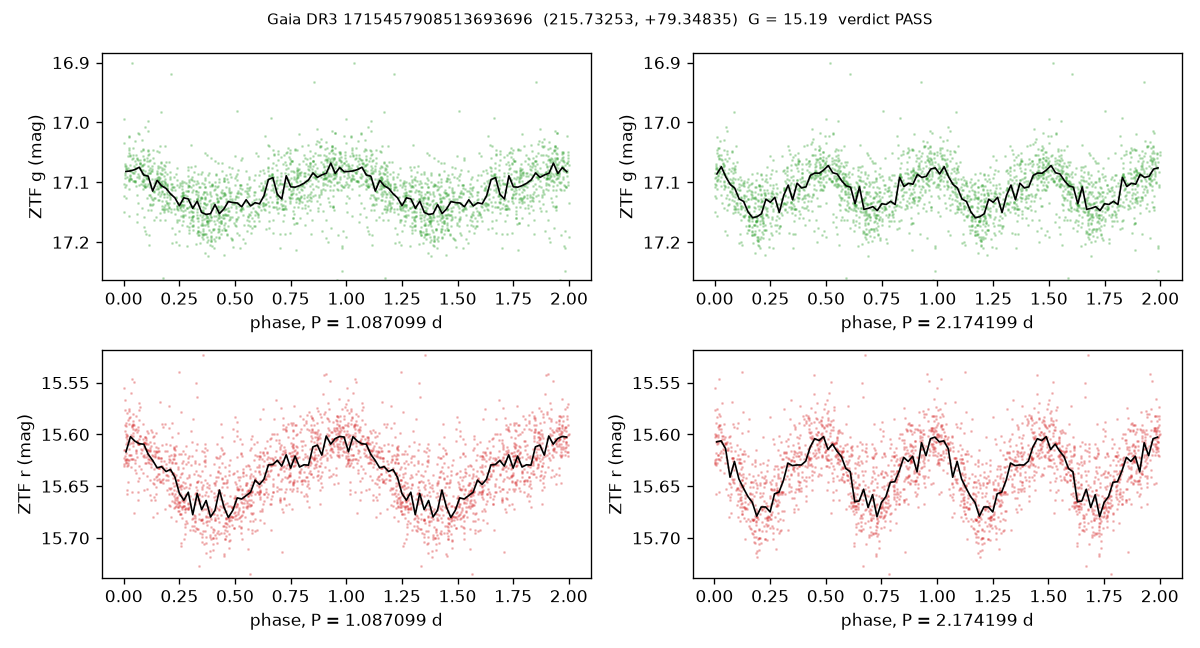 Gaia DR3 1715457908513693696 (215.73253, +79.34835) G = 15.19 verdict PASS
ZTF g (mag)
16.9
17.0
17.1
17.2
0.00 0.25 0.50 0.75 1.00 1.25 1.50 1.75 2.00
phase, P = 1.087099 d
ZTF g (mag)
16.9
17.0
17.1
17.2
0.00 0.25 0.50 0.75 1.00 1.25 1.50 1.75 2.00
phase, P = 2.174199 d
ZTF r (mag)
15.55
15.60
15.65
15.70
0.00 0.25 0.50 0.75 1.00 1.25 1.50 1.75 2.00
phase, P = 1.087099 d
ZTF r (mag)
15.55
15.60
15.65
15.70
0.00 0.25 0.50 0.75 1.00 1.25 1.50 1.75 2.00
phase, P = 2.174199 d